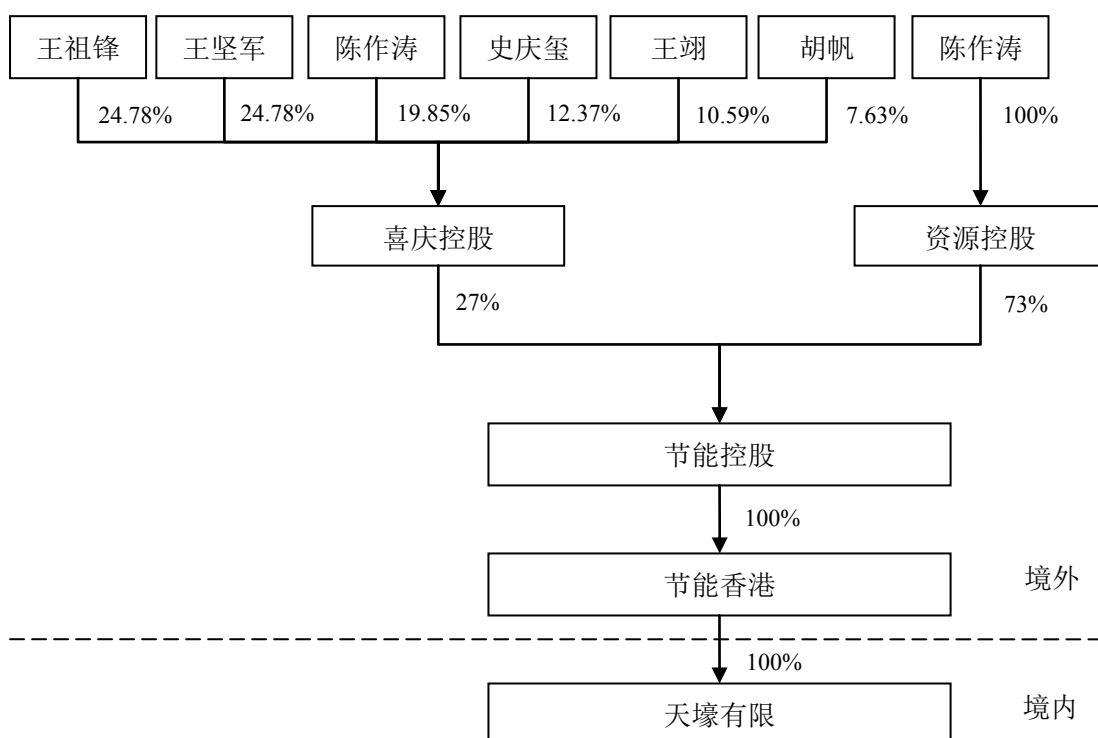 王祖锋 王坚军 陈作涛 史庆玺 王翊 胡帆 陈作涛
24.78% 24.78% 19.85% 12.37% 10.59% 7.63% 100%
喜庆控股 资源控股
27% 73%
节能控股
100%
节能香港 境外
100%
天壕有限 境内